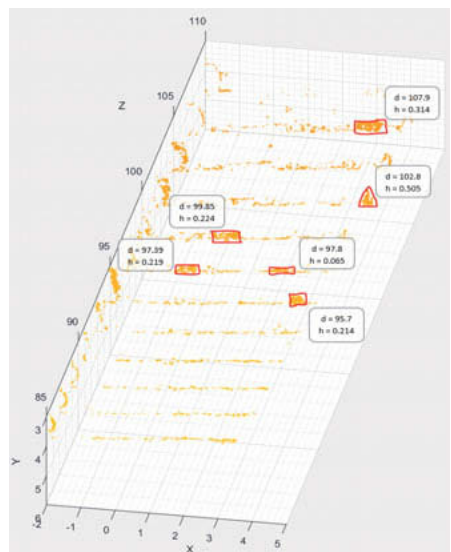 110
d = 107.9
h = 0.314
Z
105
d = 102.8
h = 0.505
100
d = 99.85
h = 0.224
95
d = 97.39
h = 0.219
d = 97.8
h = 0.065
d = 95.7
h = 0.214
90
85
3
4
Y
5
6
-2
-1
0
1
2
3
4
5
X